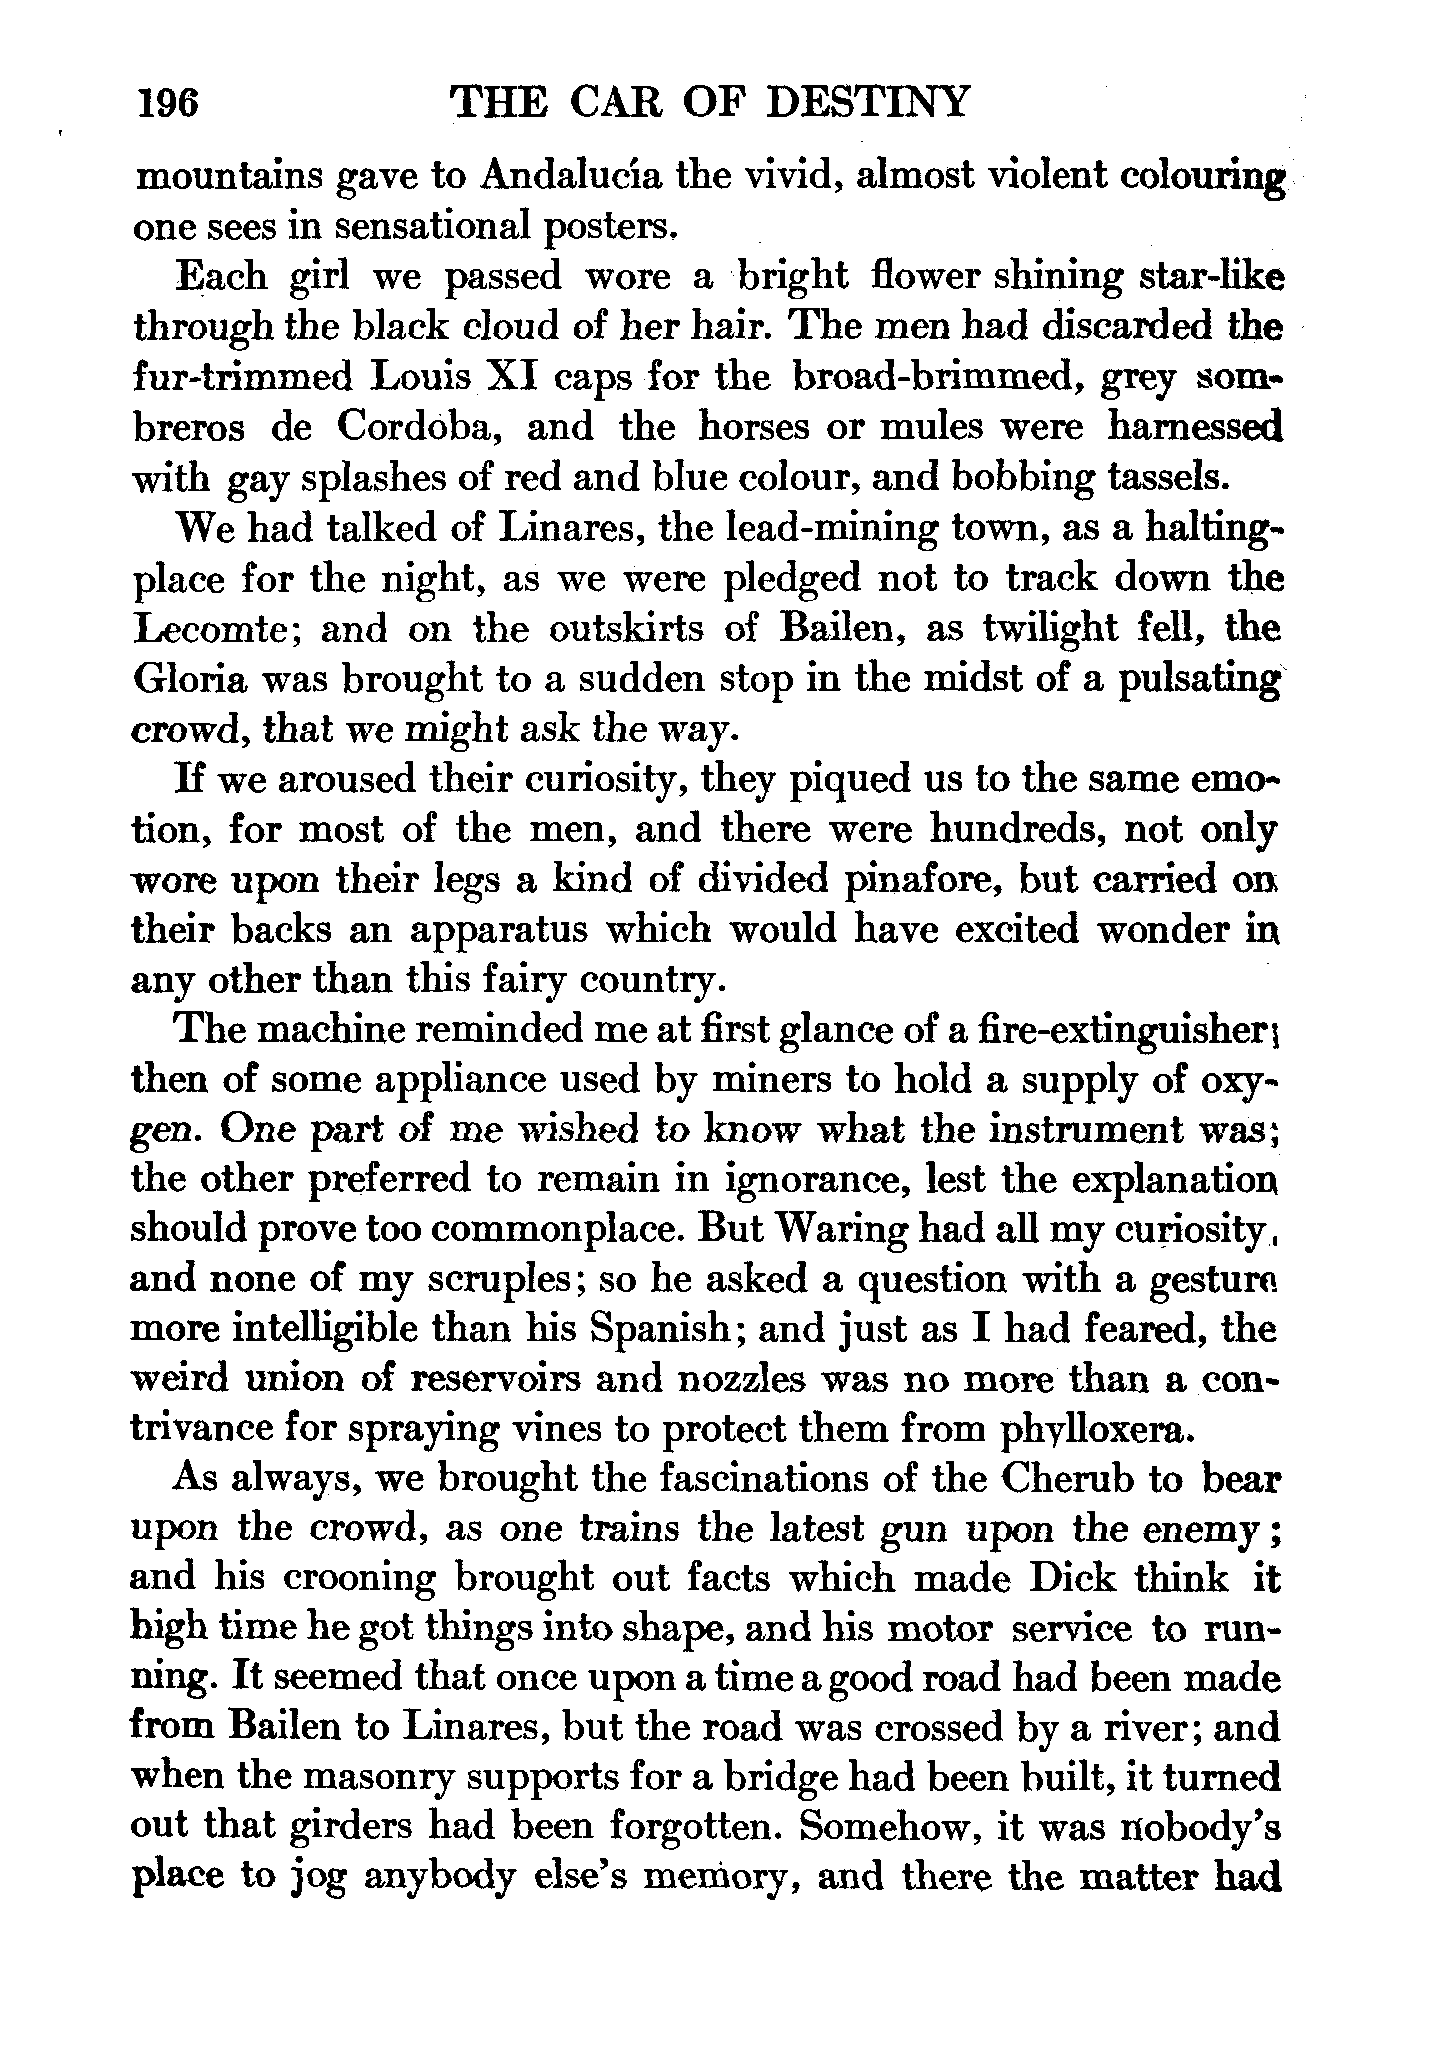 196 THE CAR OF DESTINY
mountains gave to Andalucía the vivid, almost violent colouring
one sees in sensational posters.
Each girl we passed wore a bright flower shining star-like
through the black cloud of her hair. The men had discarded the
fur-trimmed Louis XI caps for the broad-brimmed, grey som-
breros de Cordoba, and the horses or mules were harnessed
with gay splashes of red and blue colour, and bobbing tassels.
We had talked of Linares, the lead-mining town, as a halting-
place for the night, as we were pledged not to track down the
Lecomte; and on the outskirts of Bailen, as twilight fell, the
Gloria was brought to a sudden stop in the midst of a pulsating
crowd, that we might ask the way.
If we aroused their curiosity, they piqued us to the same emo-
tion, for most of the men, and there were hundreds, not only
wore upon their legs a kind of divided pinafore, but carried on
their backs an apparatus which would have excited wonder in
any other than this fairy country.
The machine reminded me at first glance of a fire-extinguisher;
then of some appliance used by miners to hold a supply of oxy-
gen. One part of me wished to know what the instrument was;
the other preferred to remain in ignorance, lest the explanation
should prove too commonplace. But Waring had all my curiosity,
and none of my scruples; so he asked a question with a gesture
more intelligible than his Spanish; and just as I had feared, the
weird union of reservoirs and nozzles was no more than a con-
trivance for spraying vines to protect them from phylloxera.
As always, we brought the fascinations of the Cherub to bear
upon the crowd, as one trains the latest gun upon the enemy;
and his crooning brought out facts which made Dick think it
high time he got things into shape, and his motor service to run-
ning. It seemed that once upon a time a good road had been made
from Bailen to Linares, but the road was crossed by a river; and
when the masonry supports for a bridge had been built, it turned
out that girders had been forgotten. Somehow, it was nobody's
place to jog anybody else's memory, and there the matter had